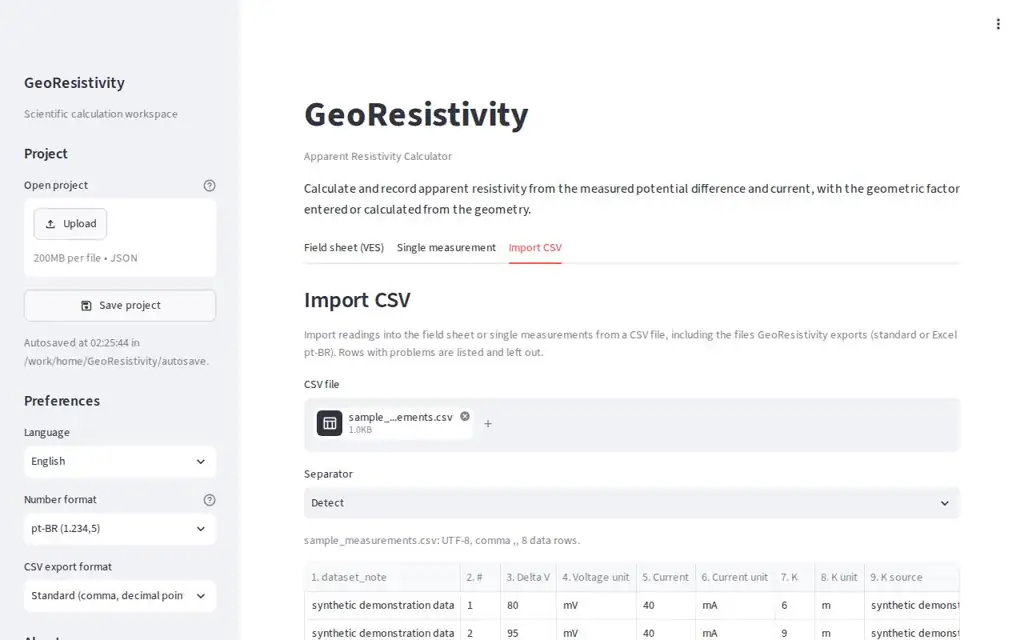 GeoResistivity
Scientific calculation workspace
Project
Open project
Upload
200MB per file • JSON
Save project
Autosaved at 02:25:44 in
/work/home/GeoResistivity/autosave.
Preferences
Language
English
Number format
pt-BR (1.234,5)
CSV export format
Standard (comma, decimal poin
GeoResistivity
Apparent Resistivity Calculator
Calculate and record apparent resistivity from the measured potential difference and current, with the geometric factor
entered or calculated from the geometry.
Field sheet (VES) Single measurement Import CSV
Import CSV
Import readings into the field sheet or single measurements from a CSV file, including the files GeoResistivity exports (standard or Excel
pt-BR). Rows with problems are listed and left out.
CSV file
sample_...ements.csv
1.0KB
Separator
Detect
sample_measurements.csv: UTF-8, comma ,, 8 data rows.
1. dataset_note 2. # 3. Delta V 4. Voltage unit 5. Current 6. Current unit 7. K 8. K unit 9. K source
synthetic demonstration data 1 80 mV 40 mA 6 m synthetic demonst
synthetic demonstration data 2 95 mV 40 mA 9 m synthetic demonst